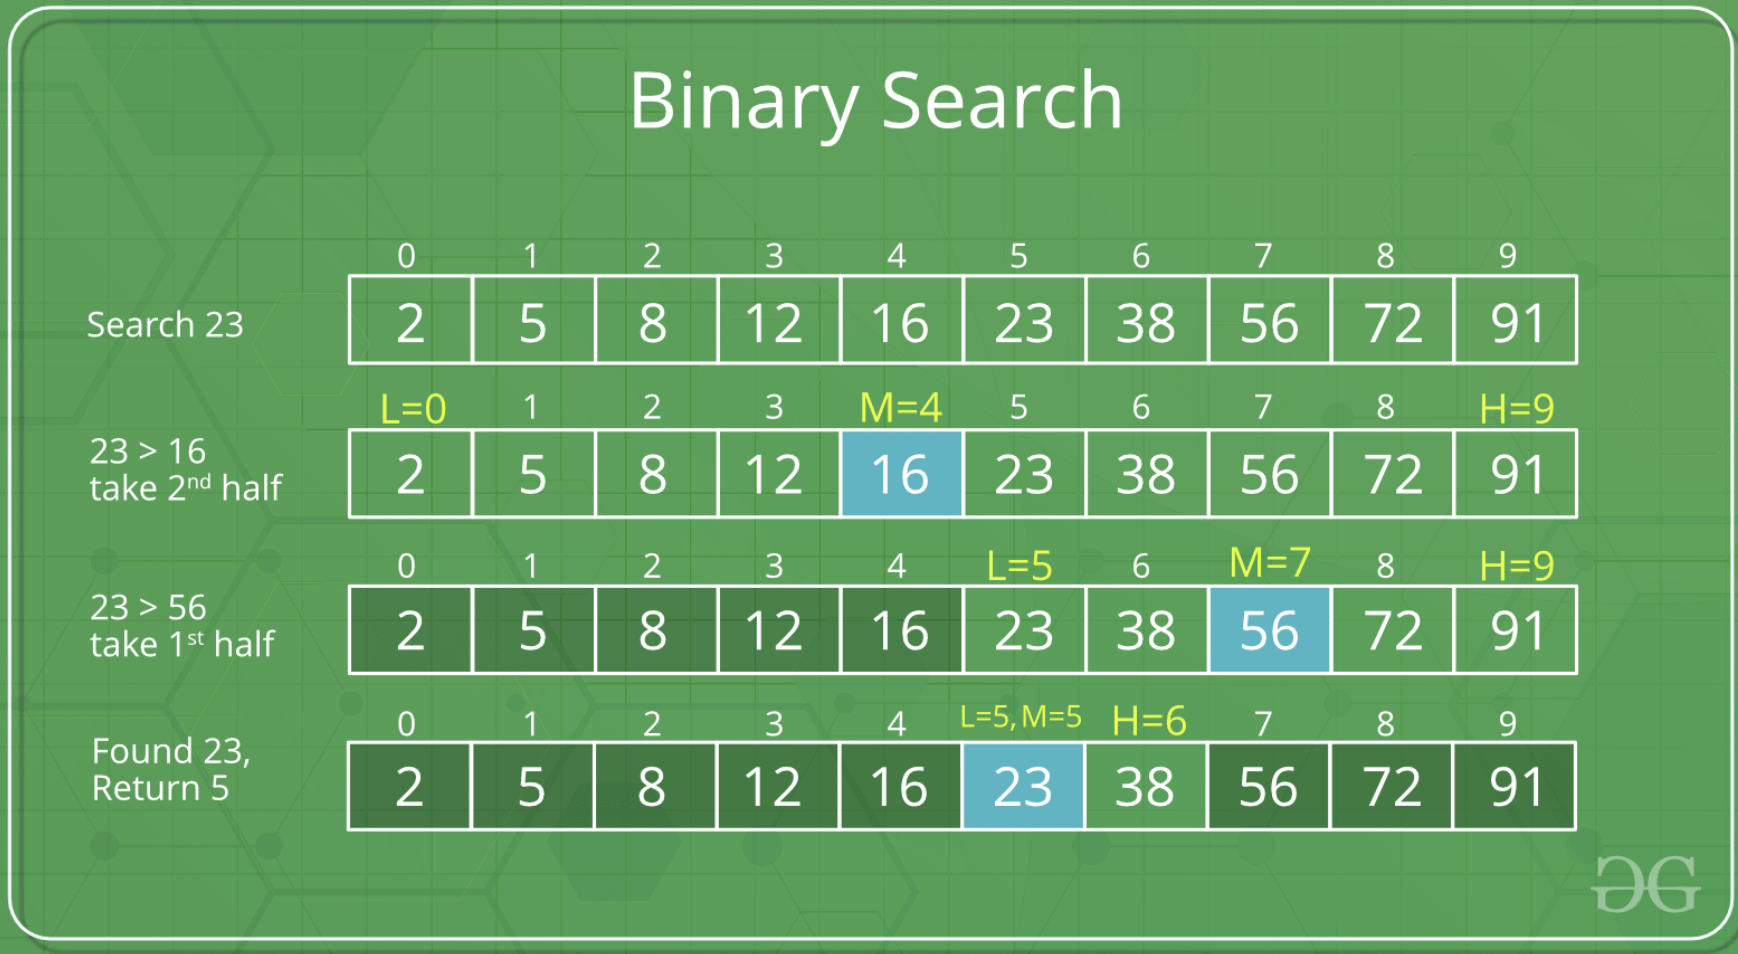 Binary Search
0 1 2 3 4 5 6 7 8 9
Search 23
2 5 8 12 16 23 38 56 72 91
L=0 1 2 3 M=4 5 6 7 8 H=9
23 > 16
take 2nd half
2 5 8 12 16 23 38 56 72 91
0 1 2 3 4 L=5 6 M=7 8 H=9
23 > 56
take 1st half
2 5 8 12 16 23 38 56 72 91
0 1 2 3 4 L=5, M=5 H=6 7 8 9
Found 23,
Return 5
2 5 8 12 16 23 38 56 72 91